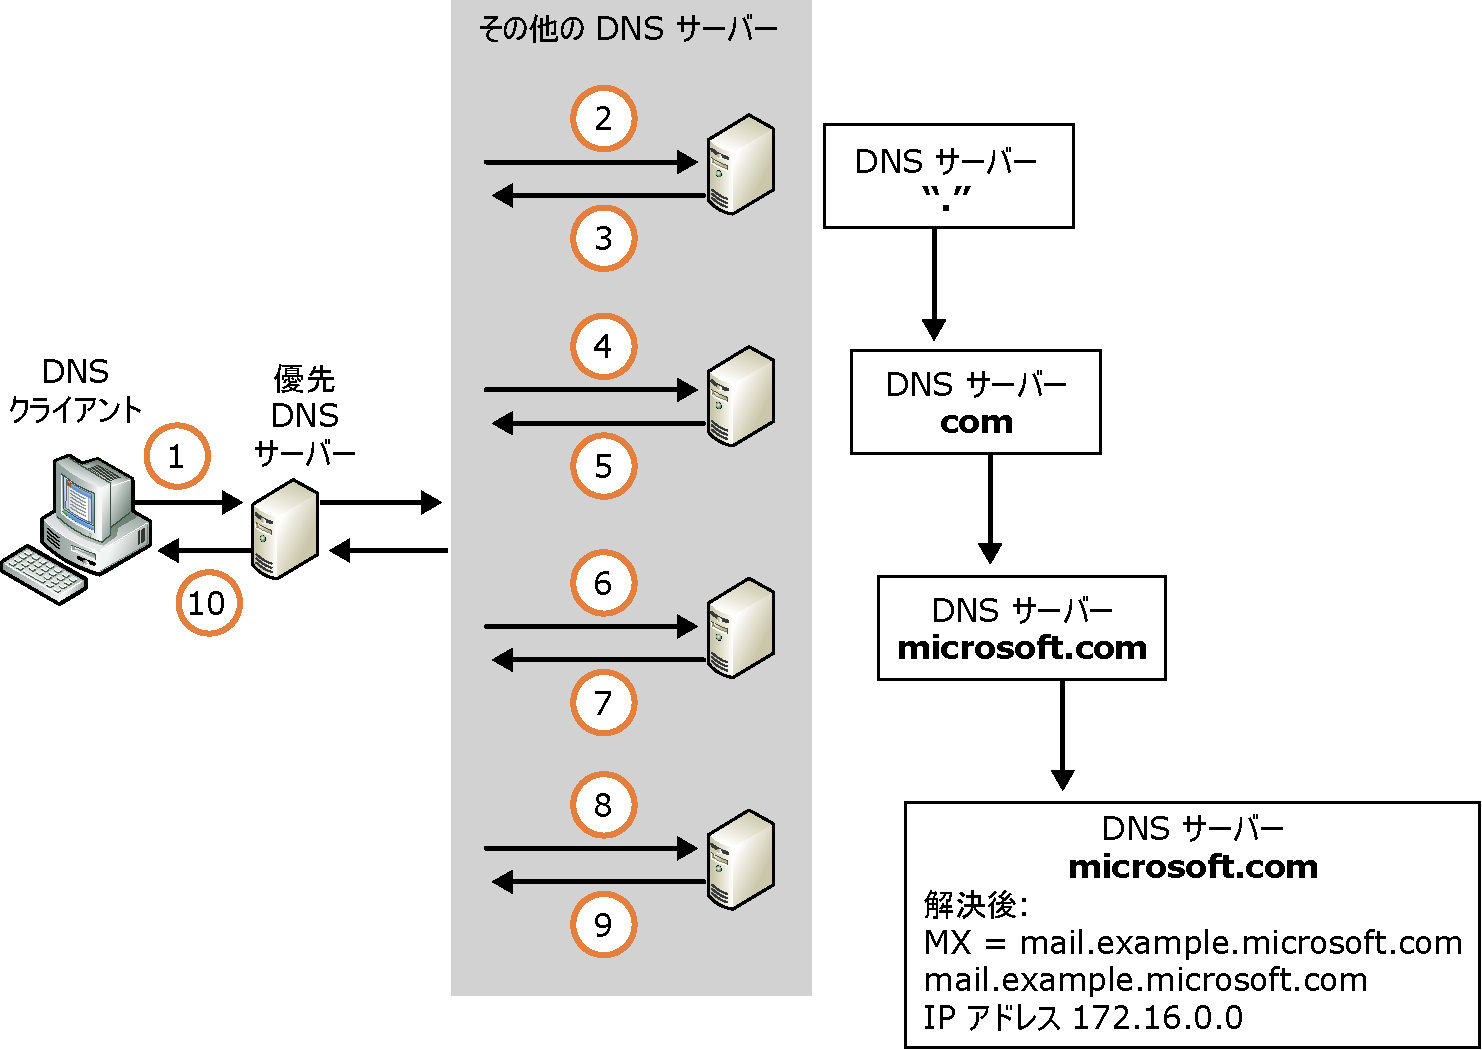 その他の DNS サーバー
2
3
DNS サーバー
“.”
4
5
DNS サーバー
com
DNS
クライアント
優先
DNS
サーバー
1
10
6
7
DNS サーバー
microsoft.com
8
9
DNS サーバー
microsoft.com
解決後:
MX = mail.example.microsoft.com
mail.example.microsoft.com
IP アドレス 172.16.0.0